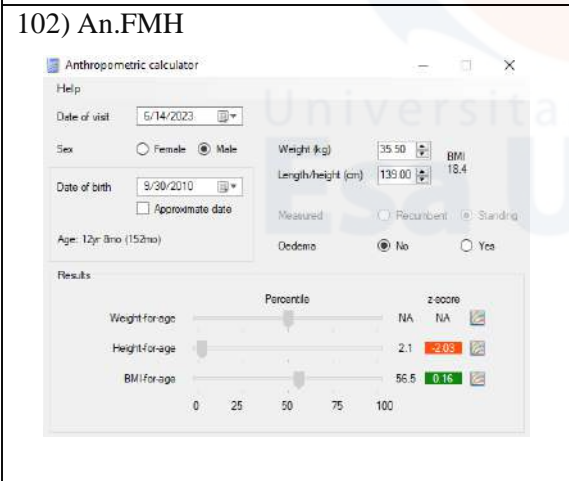 102) An.FMH
Anthropometric calculator
Help
Date of visit 6/14/2023
Sex Female Male
Weight (kg) 35.50 BMI
Length/height (cm) 139.00 18.4
Date of birth 9/30/2010
Approximate date
Measured Recumbent Standing
Age: 12yr 8mo (152mo)
Oedema No Yes
Results
Percentile z-score
Weight-for-age NA NA
Height-for-age 2.1 -2.03
BMI-for-age 56.5 0.16
0 25 50 75 100
Universita
Esa U